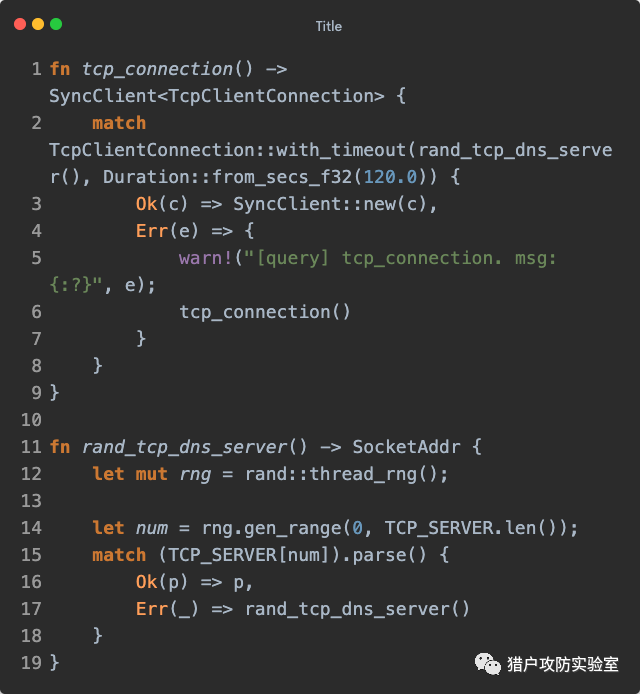 Title
1 fn tcp_connection() ->
SyncClient<TcpClientConnection> {
2     match
TcpClientConnection::with_timeout(rand_tcp_dns_serve
r(), Duration::from_secs_f32(120.0)) {
3         Ok(c) => SyncClient::new(c),
4         Err(e) => {
5             warn!("[query] tcp_connection. msg:
{:?}", e);
6             tcp_connection()
7         }
8     }
9 }
10
11 fn rand_tcp_dns_server() -> SocketAddr {
12     let mut rng = rand::thread_rng();
13
14     let num = rng.gen_range(0, TCP_SERVER.len());
15     match (TCP_SERVER[num]).parse() {
16         Ok(p) => p,
17         Err(_) => rand_tcp_dns_server()
18     }
19 }
猎户攻防实验室